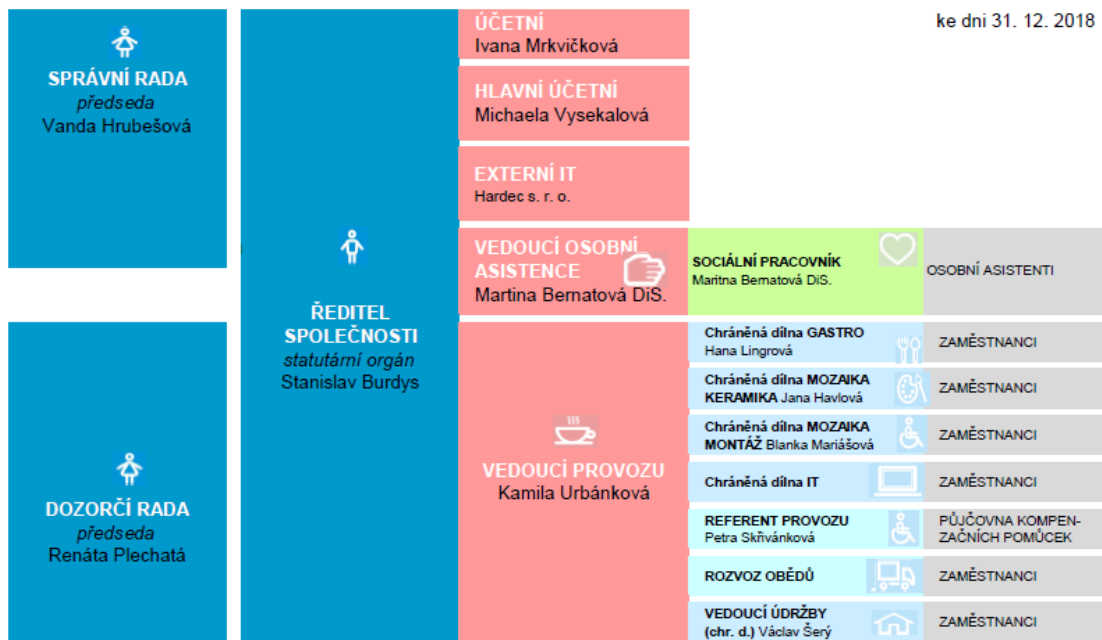 ke dni 31. 12. 2018
SPRÁVNÍ RADA
předseda
Vanda Hrubešová
DOZORČÍ RADA
předseda
Renáta Plechatá
ŘEDITEL
SPOLEČNOSTI
statutární orgán
Stanislav Burdys
ÚČETNÍ
Ivana Mrkvičková
HLAVNÍ ÚČETNÍ
Michaela Vysekalová
EXTERNÍ IT
Hardec s. r. o.
VEDOUCÍ OSOBNÍ
ASISTENCE
Martina Bernatová DiS.
SOCIÁLNÍ PRACOVNÍK
Maritna Bernatová DiS.
OSOBNÍ ASISTENTI
VEDOUCÍ PROVOZU
Kamila Urbánková
Chráněná dílna GASTRO
Hana Lingrová
ZAMĚSTNANCI
Chráněná dílna MOZAIKA
KERAMIKA Jana Havlová
ZAMĚSTNANCI
Chráněná dílna MOZAIKA
MONTÁŽ Blanka Mariášová
ZAMĚSTNANCI
Chráněná dílna IT
ZAMĚSTNANCI
REFERENT PROVOZU
Petra Skřivánková
PŮJČOVNA KOMPEN-
ZAČNÍCH POMŮCEK
ROZVOZ OBĚDŮ
ZAMĚSTNANCI
VEDOUCÍ ÚDRŽBY
(chr. d.) Václav Šerý
ZAMĚSTNANCI